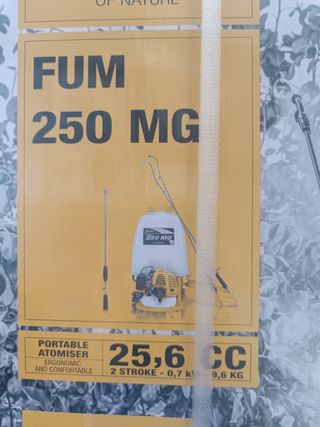 OF NATURE
FUM
250 MG
250 MG
PORTABLE
ATOMISER
ERGONOMIC
AND CONFORTABLE
25,6 CC
2 STROKE - 0,7 k 9,6 KG